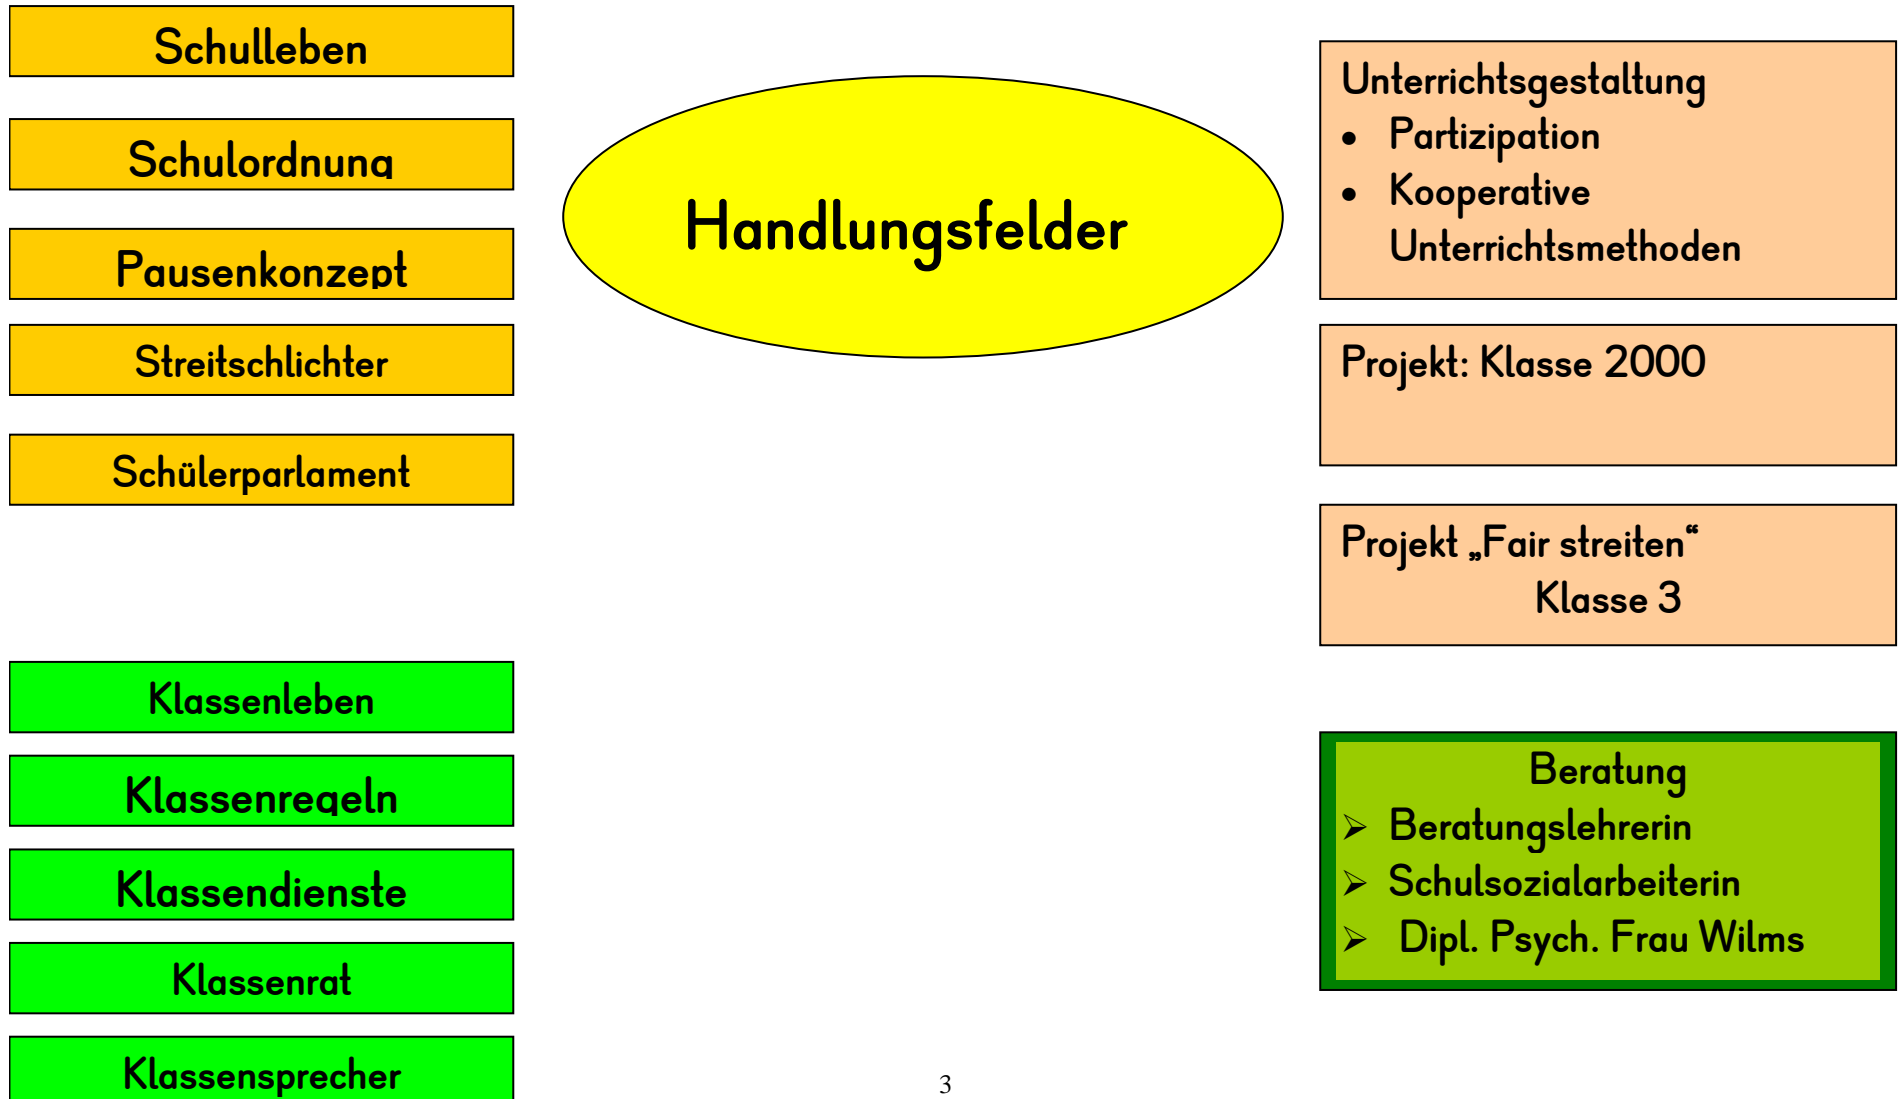 Schulleben
Schulordnung
Pausenkonzept
Streitschlichter
Schülerparlament
Klassenleben
Klassenregeln
Klassendienste
Klassenrat
Klassensprecher
Handlungsfelder
Unterrichtsgestaltung
• Partizipation
• Kooperative
Unterrichtsmethoden
Projekt: Klasse 2000
Projekt „Fair streiten“
Klasse 3
Beratung
➢ Beratungslehrerin
➢ Schulsozialarbeiterin
➢ Dipl. Psych. Frau Wilms
3